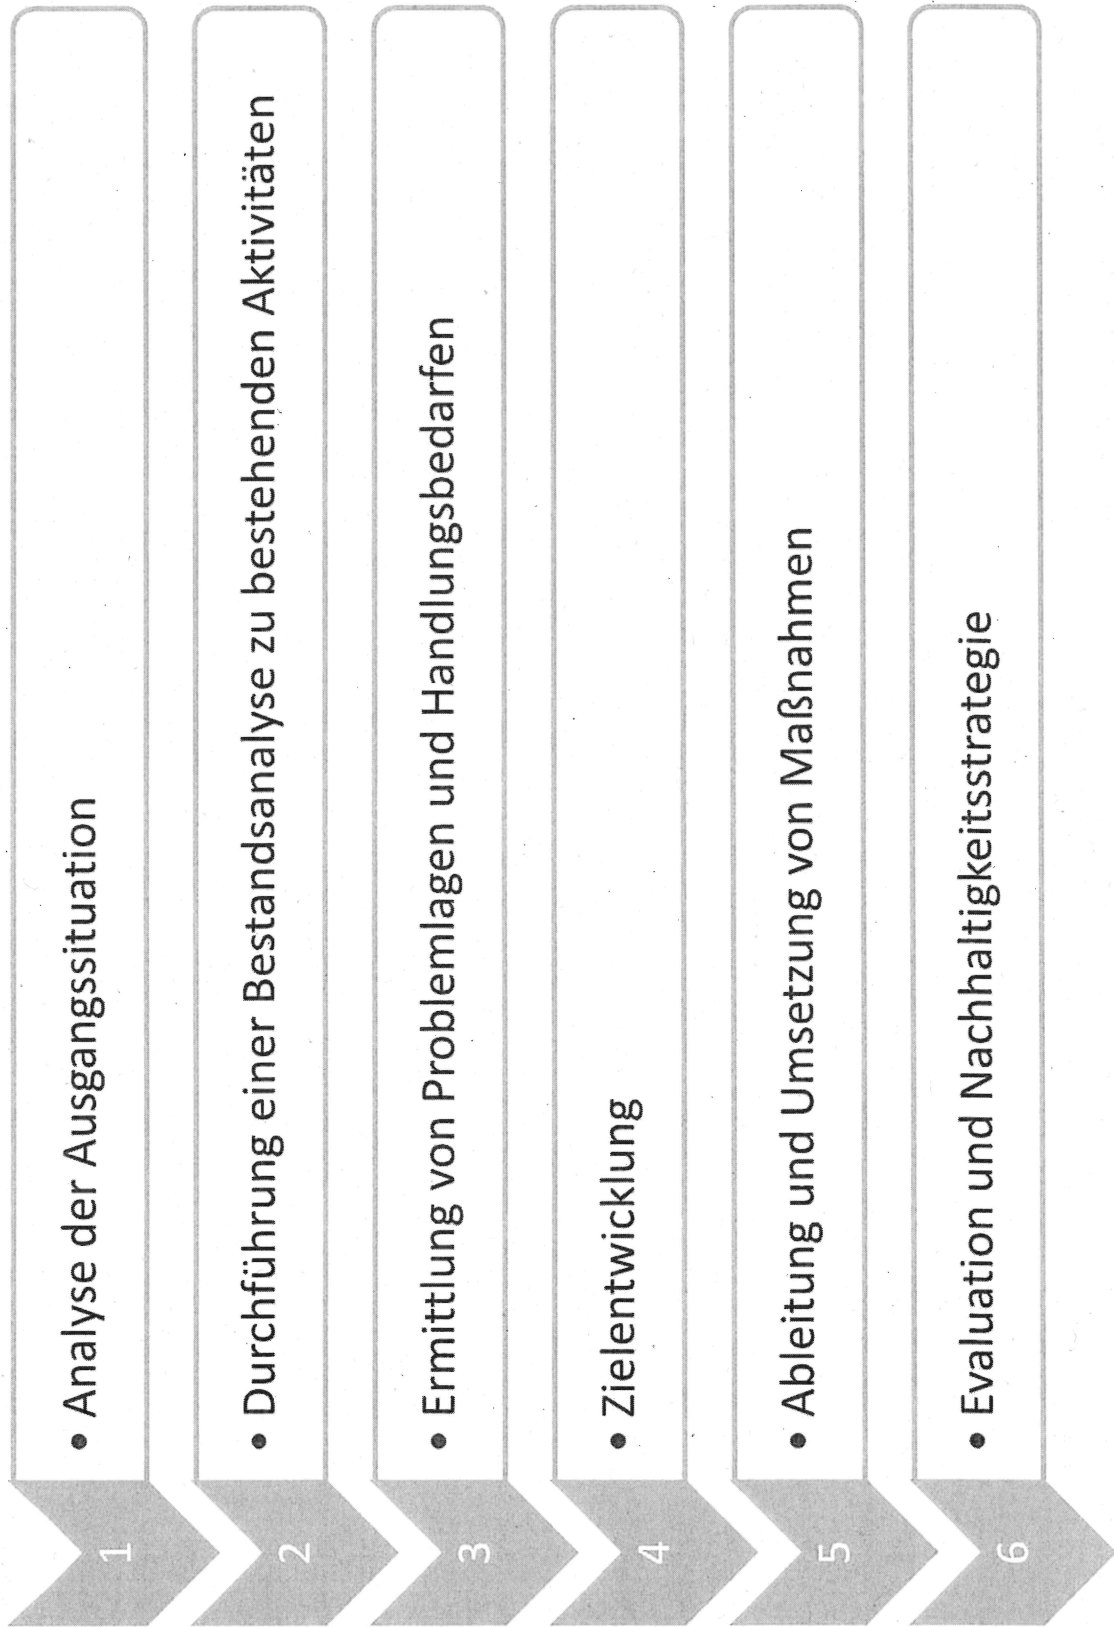 1
• Analyse der Ausgangssituation
2
• Durchführung einer Bestandsanalyse zu bestehenden Aktivitäten
3
• Ermittlung von Problemlagen und Handlungsbedarfen
4
• Zielentwicklung
5
• Ableitung und Umsetzung von Maßnahmen
6
• Evaluation und Nachhaltigkeitsstrategie